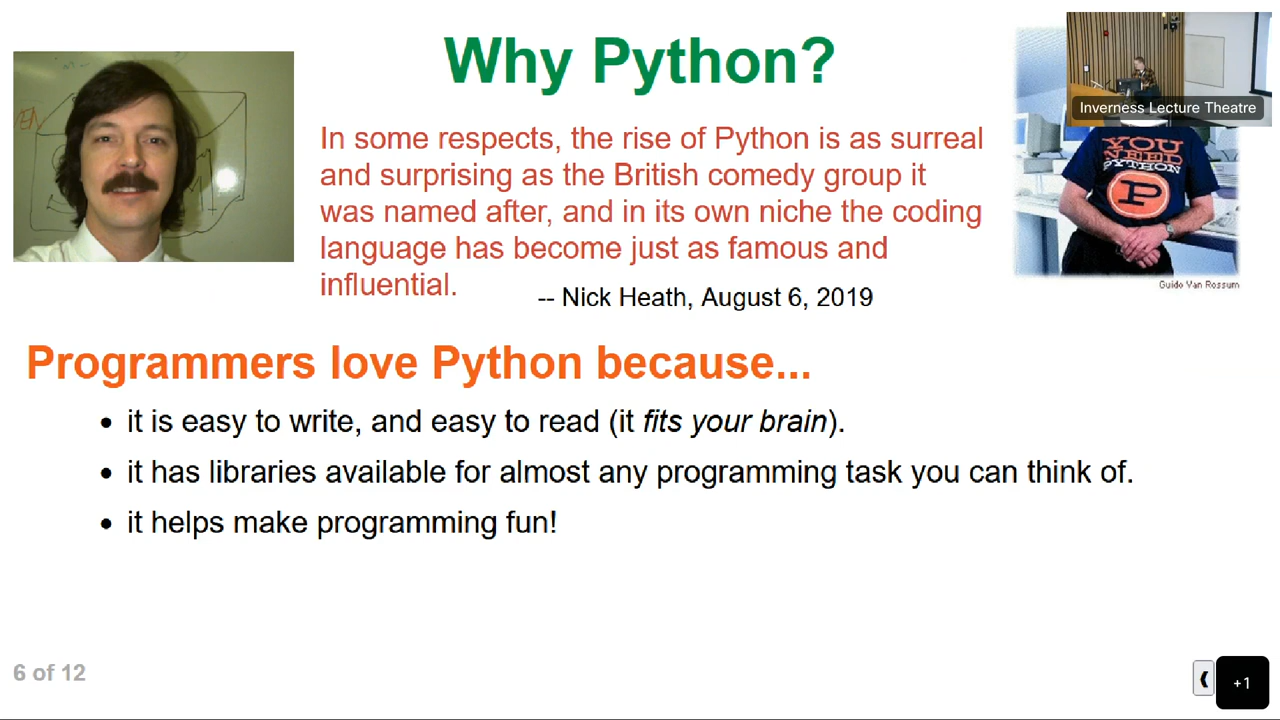 Why Python?
Inverness Lecture Theatre
In some respects, the rise of Python is as surreal
and surprising as the British comedy group it
was named after, and in its own niche the coding
language has become just as famous and
influential.
-- Nick Heath, August 6, 2019
YOU
NEED
PYTHON
P
Guido Van Rossum
Programmers love Python because...
• it is easy to write, and easy to read (it fits your brain).
• it has libraries available for almost any programming task you can think of.
• it helps make programming fun!
6 of 12
+1